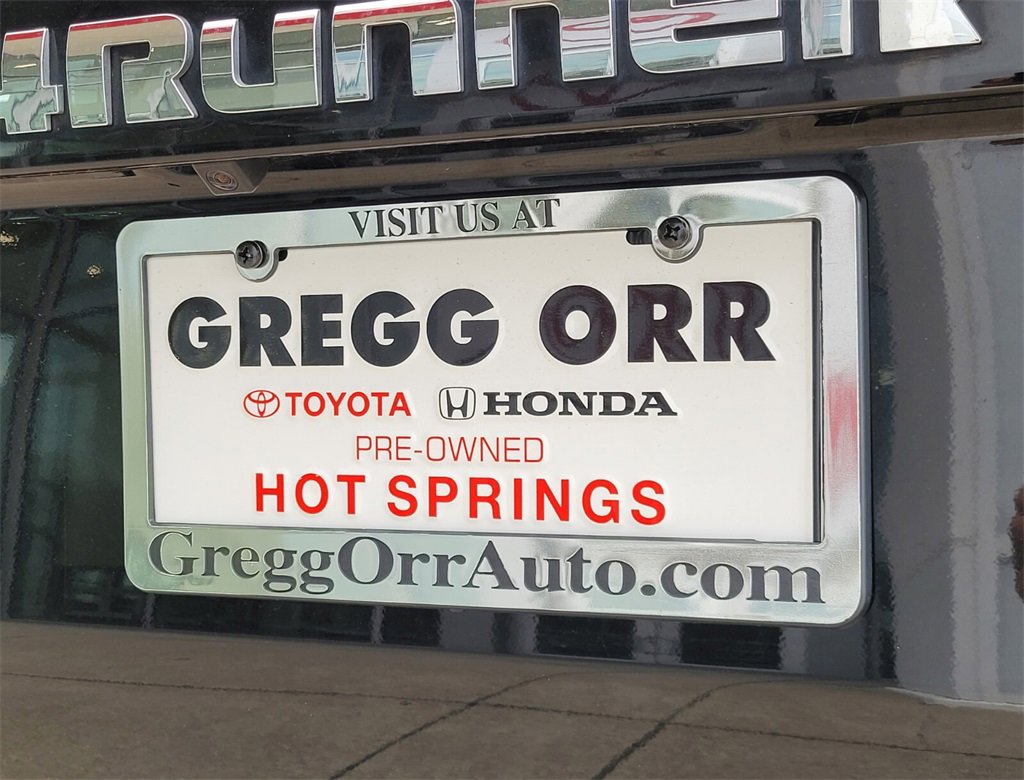 4RUNNER
VISIT US AT
GREGG ORR
TOYOTA HONDA
PRE-OWNED
HOT SPRINGS
GreggOrrAuto.com